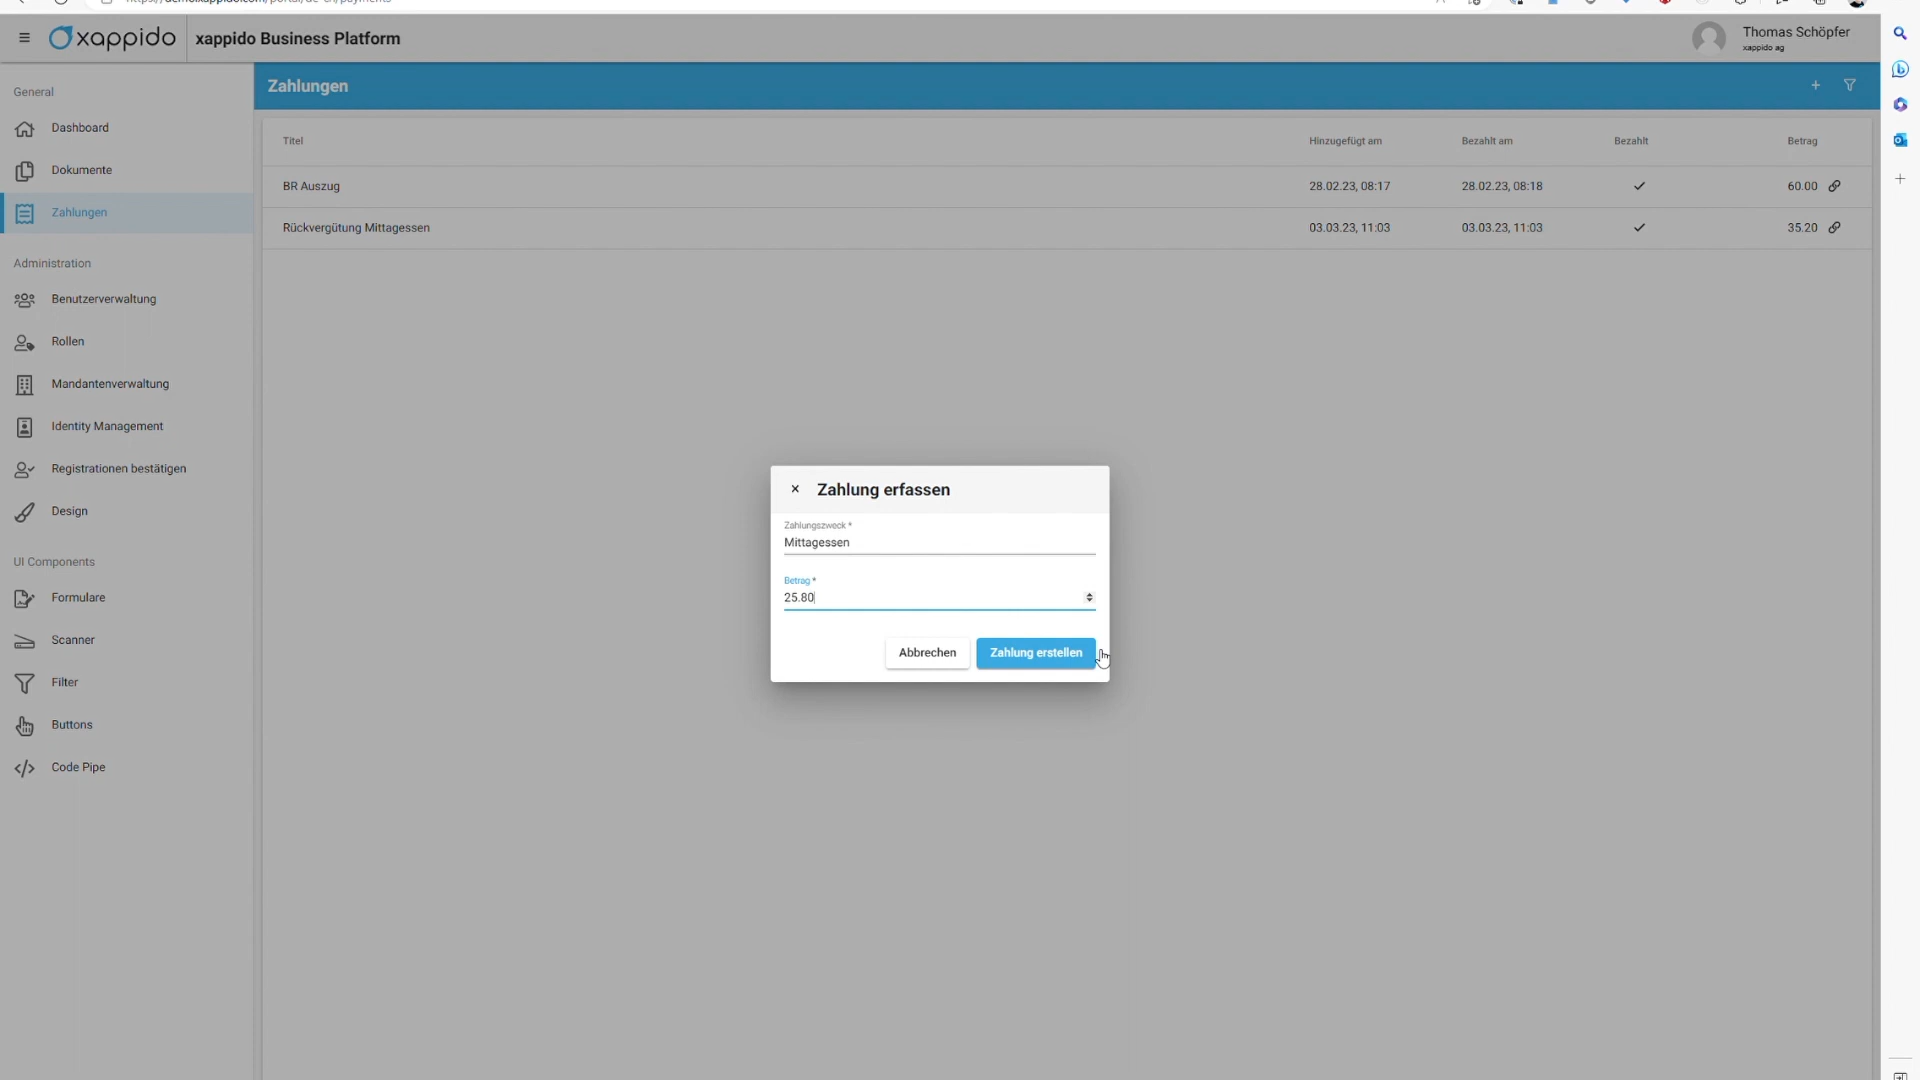 xappido
xappido Business Platform
Thomas Schöpfer
xappido ag
General
Dashboard
Dokumente
Zahlungen
Administration
Benutzerverwaltung
Rollen
Mandantenverwaltung
Identity Management
Registrationen bestätigen
Design
UI Components
Formulare
Scanner
Filter
Buttons
Code Pipe
Zahlungen
Titel Hinzugefügt am Bezahlt am Bezahlt Betrag
BR Auszug 28.02.23, 08:17 28.02.23, 08:18 60.00
Rückvergütung Mittagessen 03.03.23, 11:03 03.03.23, 11:03 35.20
Zahlung erfassen
Zahlungszweck *
Mittagessen
Betrag *
25.80
Abbrechen Zahlung erstellen